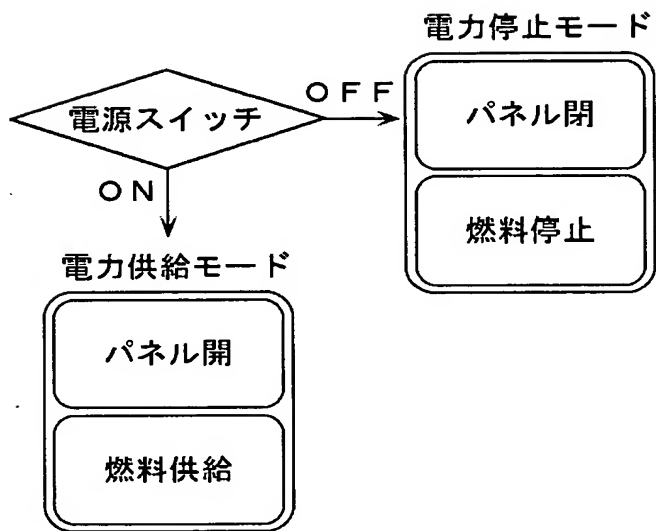 電力停止モード
電源スイッチ
OFF
パネル閉
ON
燃料停止
電力供給モード
パネル開
燃料供給